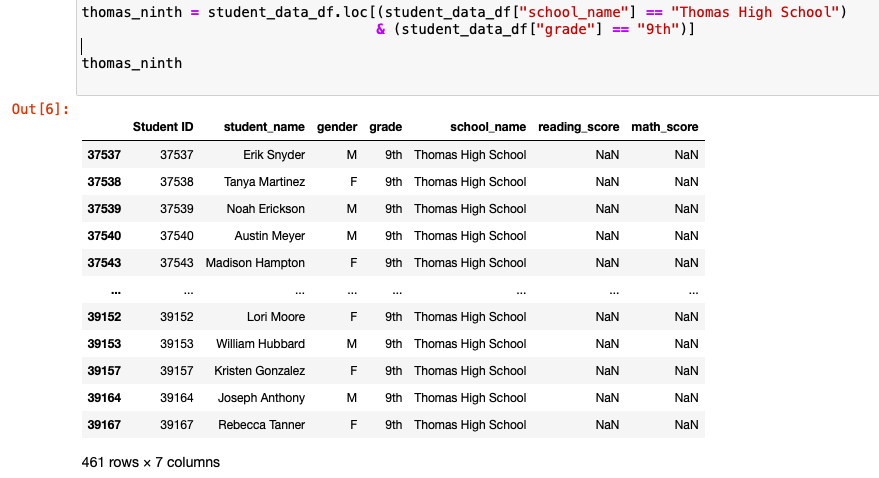 thomas_ninth = student_data_df.loc[(student_data_df["school_name"] == "Thomas High School")
& (student_data_df["grade"] == "9th")]
thomas_ninth
Out[6]:
Student ID student_name gender grade school_name reading_score math_score
37537 37537 Erik Snyder M 9th Thomas High School NaN NaN
37538 37538 Tanya Martinez F 9th Thomas High School NaN NaN
37539 37539 Noah Erickson M 9th Thomas High School NaN NaN
37540 37540 Austin Meyer M 9th Thomas High School NaN NaN
37543 37543 Madison Hampton F 9th Thomas High School NaN NaN
... ... ... ... ... ... ... ...
39152 39152 Lori Moore F 9th Thomas High School NaN NaN
39153 39153 William Hubbard M 9th Thomas High School NaN NaN
39157 39157 Kristen Gonzalez F 9th Thomas High School NaN NaN
39164 39164 Joseph Anthony M 9th Thomas High School NaN NaN
39167 39167 Rebecca Tanner F 9th Thomas High School NaN NaN
461 rows × 7 columns